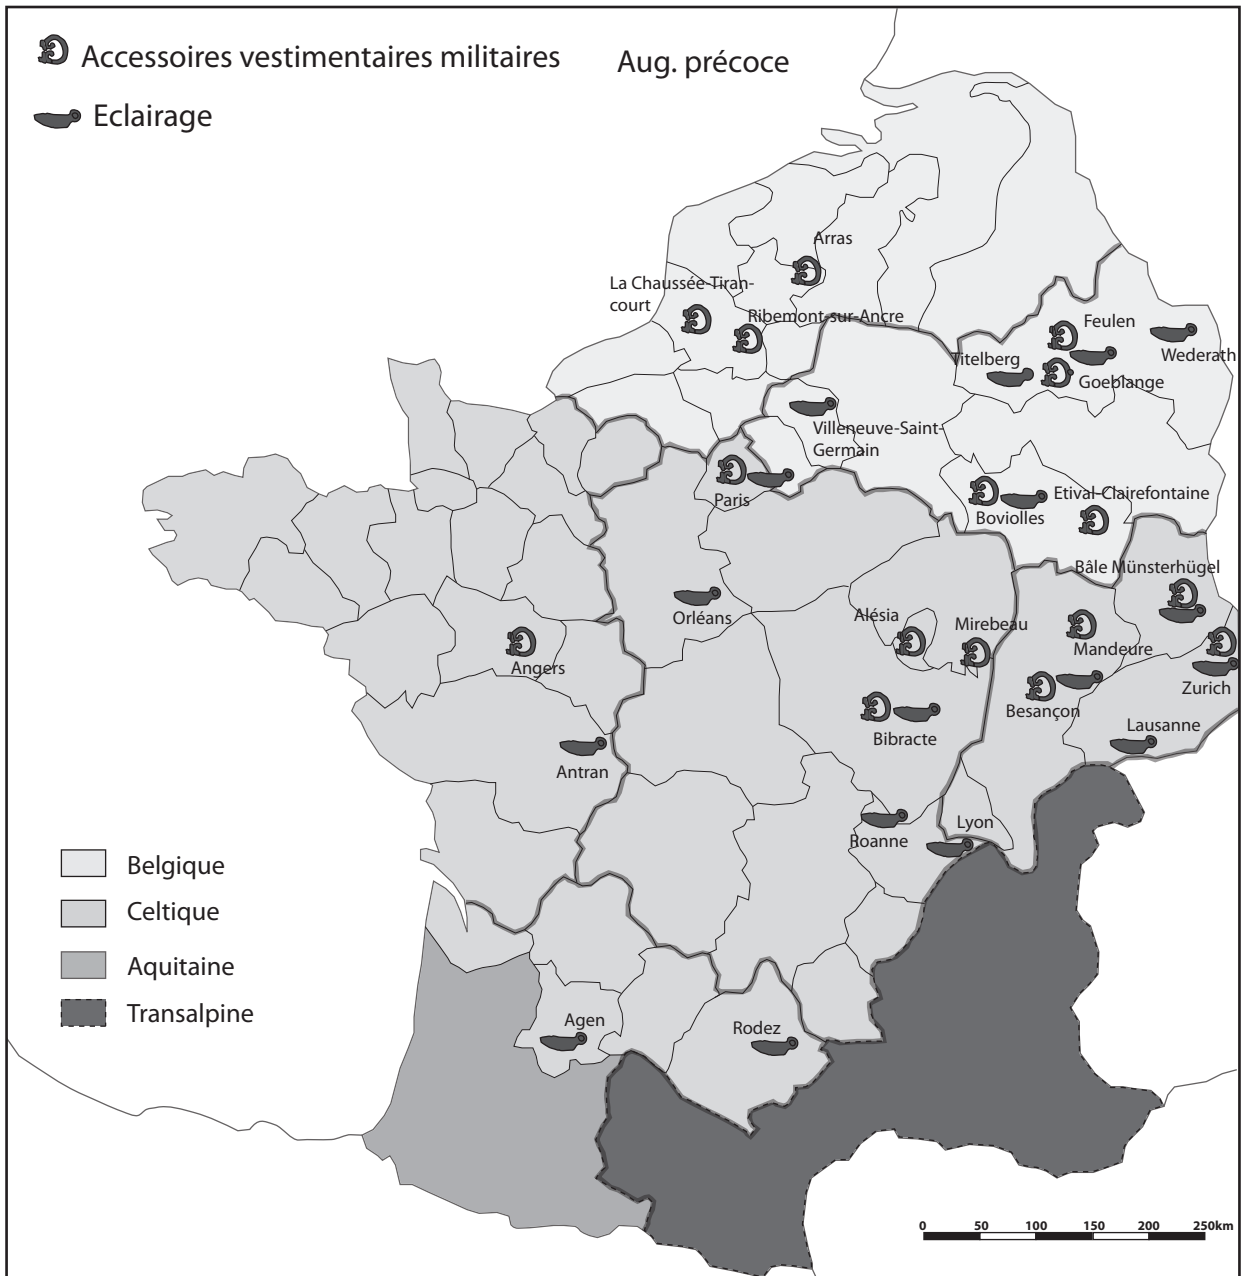 Accessoires vestimentaires militaires
Aug. précoce
Eclairage
Arras
La Chaussée-Tiran-
court
Ribemont-sur-Ancre
Feulen
Titelberg
Wederath
Goeblange
Villeneuve-Saint-
Germain
Paris
Boviolles
Etival-Clairefontaine
Bâle Münsterhügel
Orléans
Alésia
Mirebeau
Mandeure
Angers
Zurich
Besançon
Bibracte
Lausanne
Antran
Roanne
Lyon
Belgique
Celtique
Aquitaine
Transalpine
Agen
Rodez
0 50 100 150 200 250km